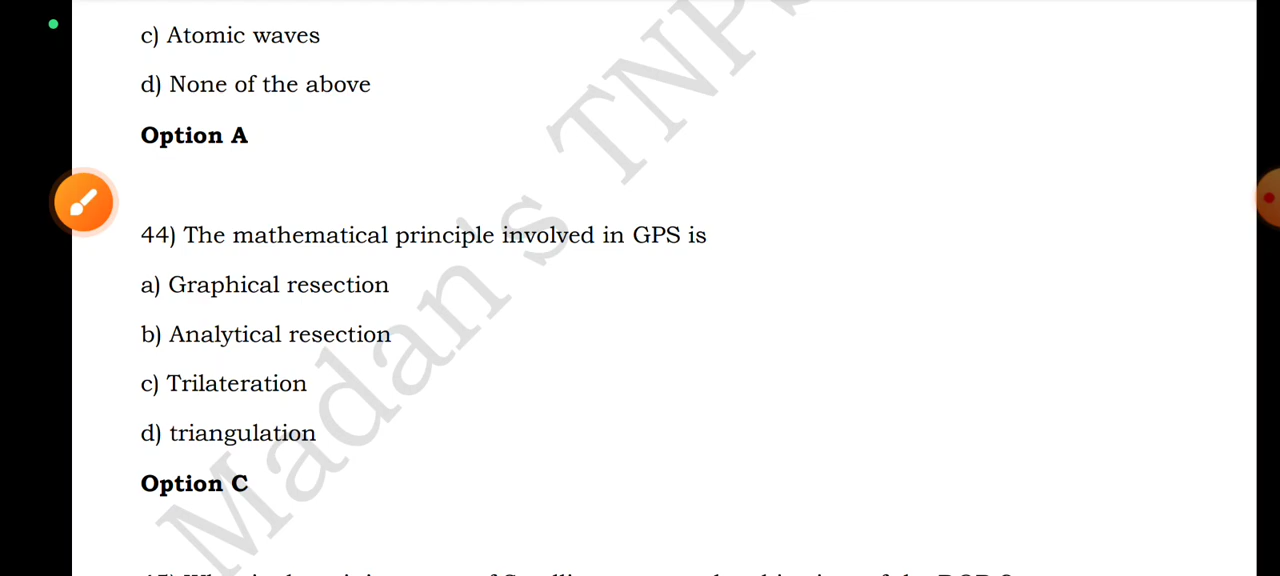 c) Atomic waves
d) None of the above
Option A
44) The mathematical principle involved in GPS is
a) Graphical resection
b) Analytical resection
c) Trilateration
d) triangulation
Option C
Madan's TNP